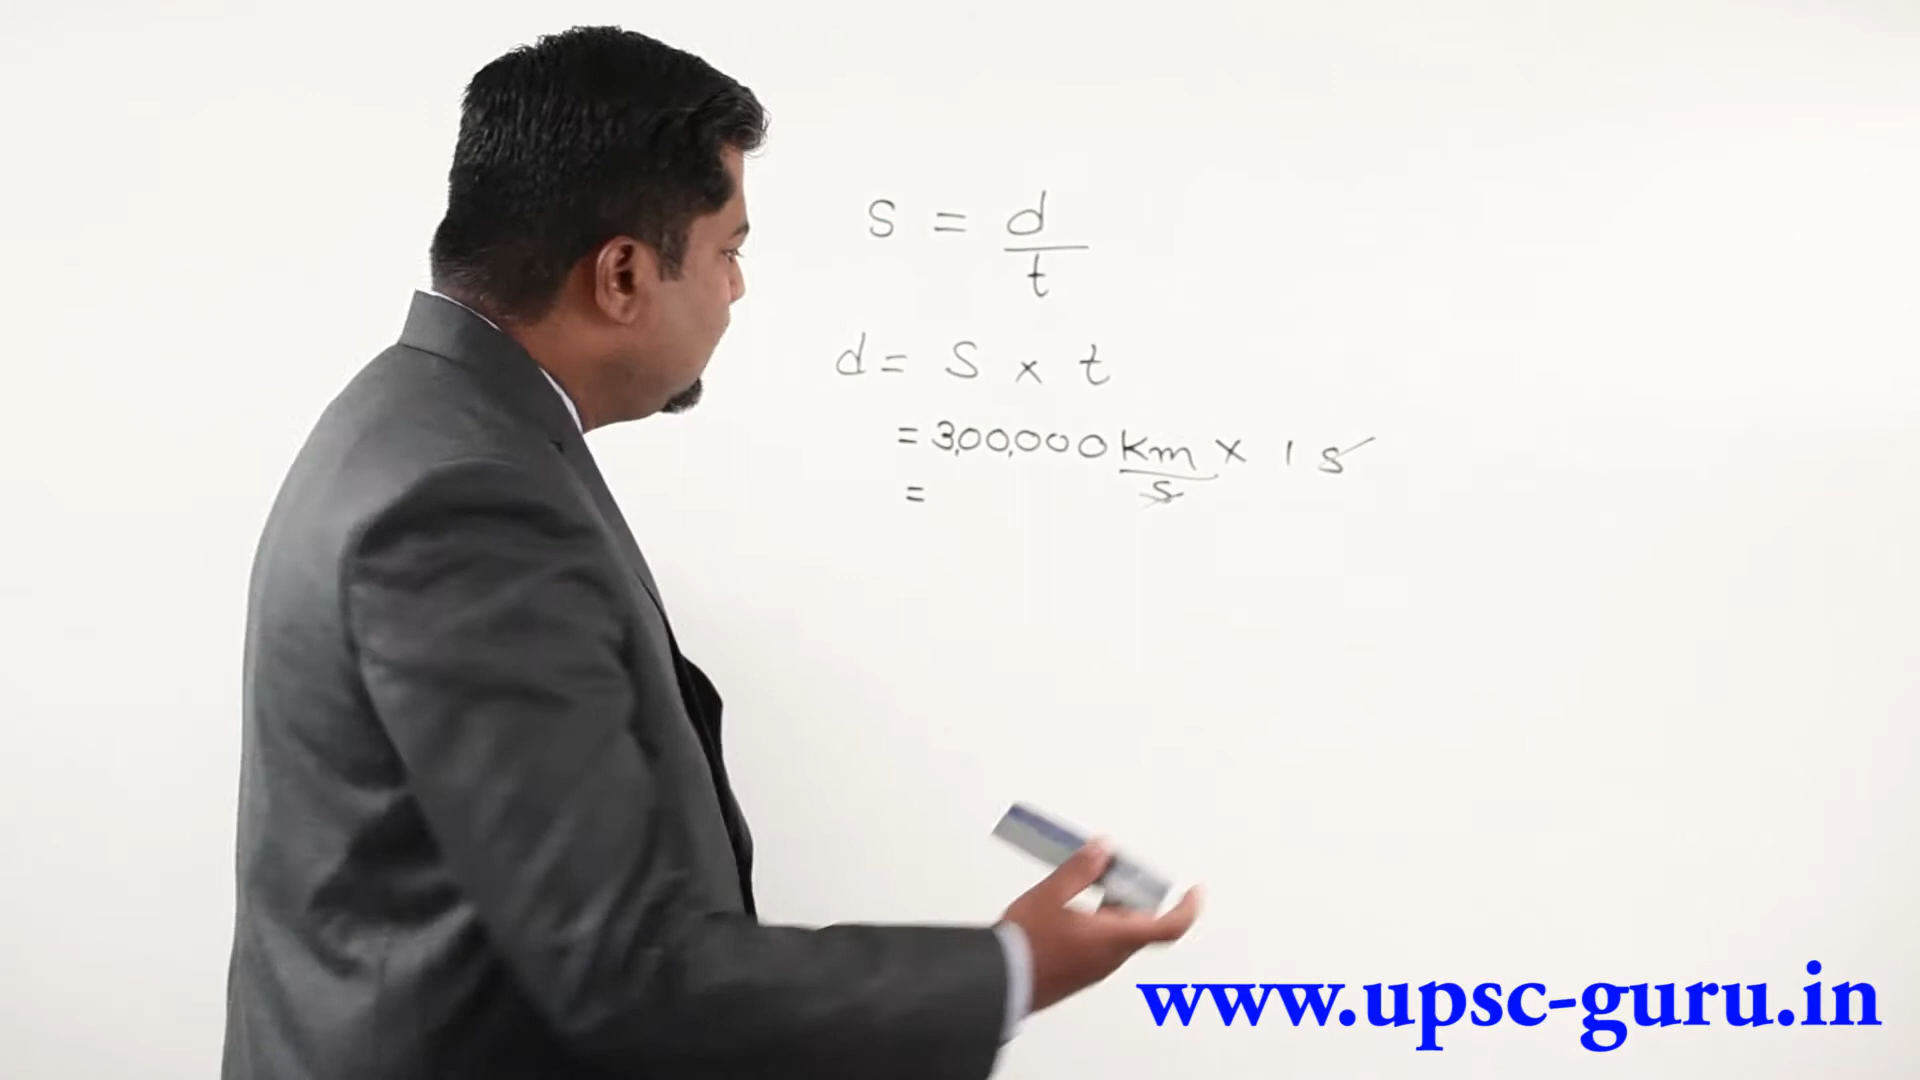 S = d
t
d = S × t
= 3,00,000 Km × 1 s
s
=
www.upsc-guru.in